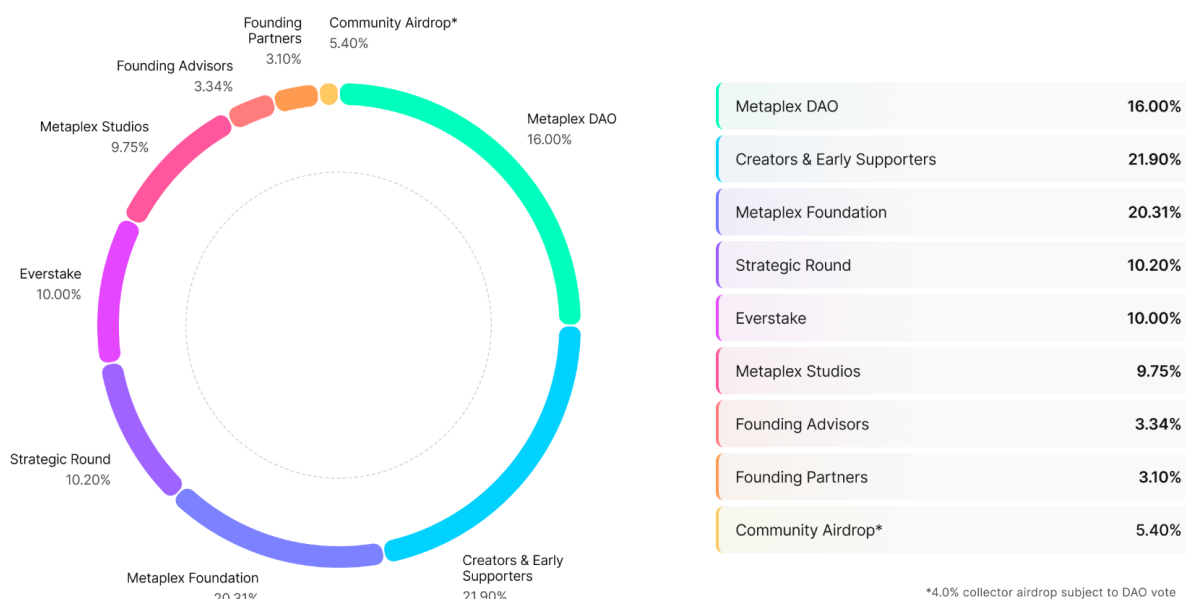 Founding
Partners
3.10%
Community Airdrop*
5.40%
Founding Advisors
3.34%
Metaplex Studios
9.75%
Metaplex DAO
16.00%
Everstake
10.00%
Strategic Round
10.20%
Metaplex Foundation
20.31%
Creators & Early
Supporters
21.90%
Metaplex DAO 16.00%
Creators & Early Supporters 21.90%
Metaplex Foundation 20.31%
Strategic Round 10.20%
Everstake 10.00%
Metaplex Studios 9.75%
Founding Advisors 3.34%
Founding Partners 3.10%
Community Airdrop* 5.40%
*4.0% collector airdrop subject to DAO vote